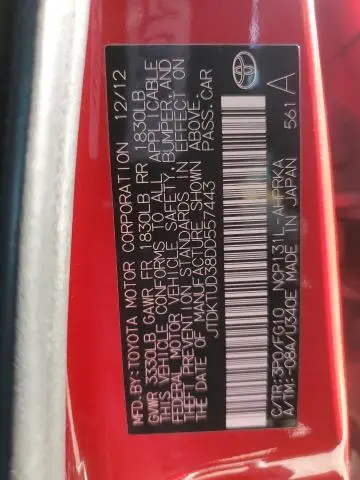 MFD.BY:TOYOTA MOTOR CORPORATION 12/12
GVWR 3330LB GAWR FR 1830LB RR 1830LB
THIS VEHICLE CONFORMS TO ALL APPLICABLE
FEDERAL MOTOR VEHICLE SAFETY, BUMPER, AND
THEFT PREVENTION STANDARDS IN EFFECT ON
THE DATE OF MANUFACTURE SHOWN ABOVE.
JTDKTUD38DD557443 PASS.CAR
C/TR:3P0/FG10 NCP131L-AHPRKA
A/TM:-08A/U340E MADE IN JAPAN
561 A
TOYOTA